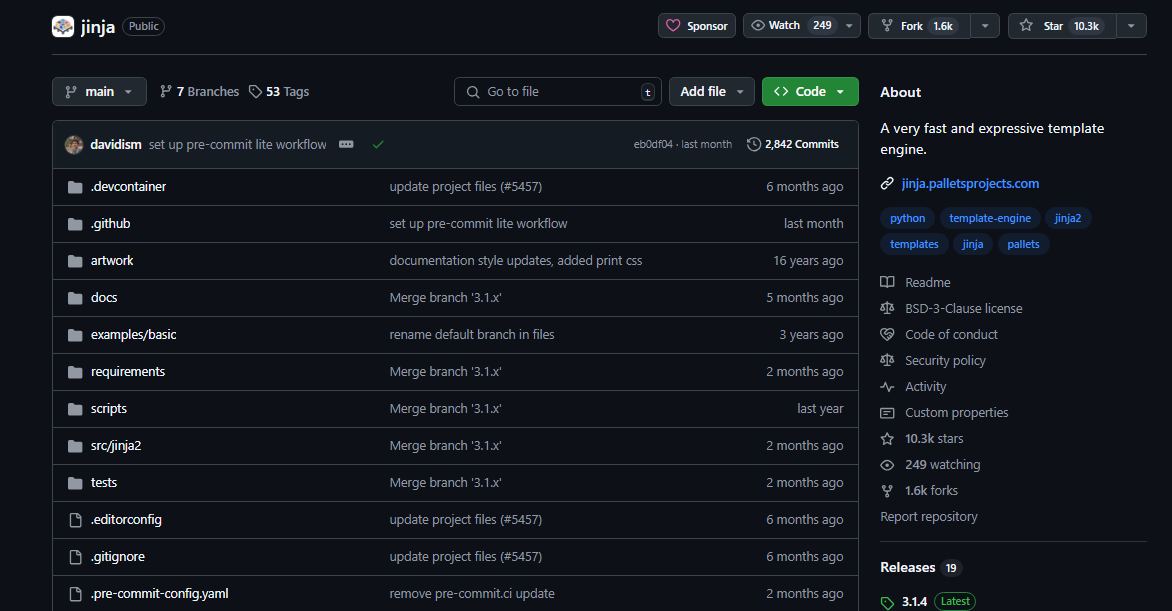 jinja Public Sponsor Watch 249 Fork 1.6k Star 10.3k
main 7 Branches 53 Tags Go to file t Add file <> Code
davidism set up pre-commit lite workflow eb0df04 · last month 2,842 Commits
.devcontainer update project files (#5457) 6 months ago
.github set up pre-commit lite workflow last month
artwork documentation style updates, added print css 16 years ago
docs Merge branch '3.1.x' 5 months ago
examples/basic rename default branch in files 3 years ago
requirements Merge branch '3.1.x' 2 months ago
scripts Merge branch '3.1.x' last year
src/jinja2 Merge branch '3.1.x' 2 months ago
tests Merge branch '3.1.x' 2 months ago
.editorconfig update project files (#5457) 6 months ago
.gitignore update project files (#5457) 6 months ago
.pre-commit-config.yaml remove pre-commit.ci update 2 months ago
About
A very fast and expressive template
engine.
jinja.palletsprojects.com
python template-engine jinja2
templates jinja pallets
Readme
BSD-3-Clause license
Code of conduct
Security policy
Activity
Custom properties
10.3k stars
249 watching
1.6k forks
Report repository
Releases 19
3.1.4 Latest